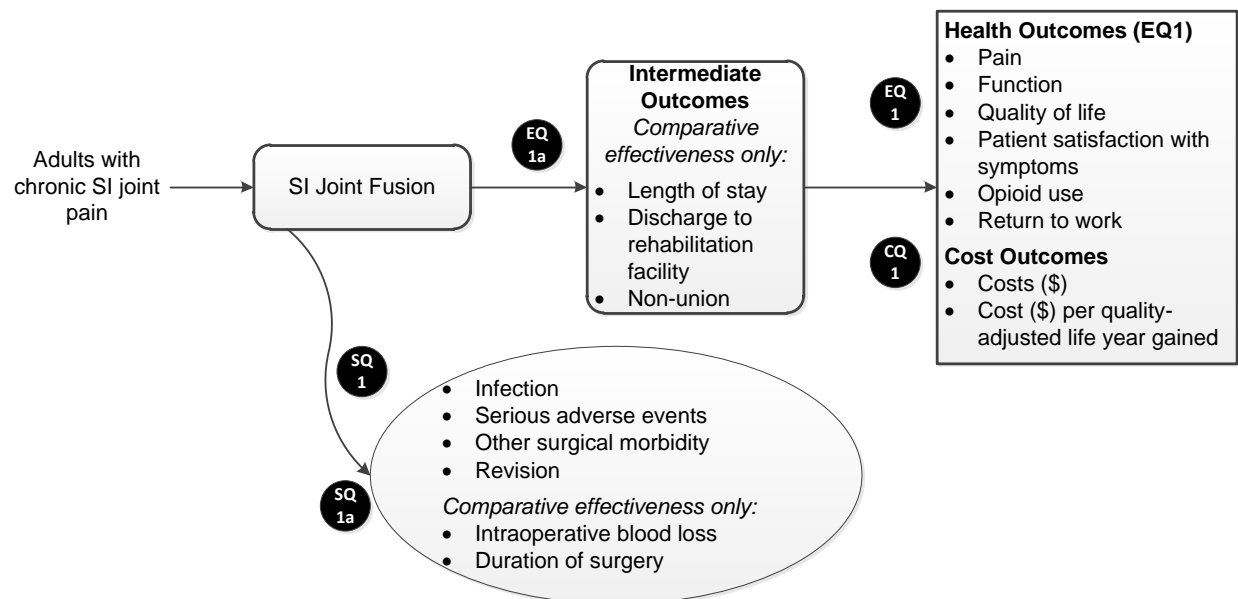 Adults with
chronic SI joint
pain
SI Joint Fusion
EQ
1a
Intermediate
Outcomes
Comparative
effectiveness only:
• Length of stay
• Discharge to
rehabilitation
facility
• Non-union
EQ
1
CQ
1
Health Outcomes (EQ1)
• Pain
• Function
• Quality of life
• Patient satisfaction with
symptoms
• Opioid use
• Return to work
Cost Outcomes
• Costs ($)
• Cost ($) per quality-
adjusted life year gained
SQ
1
SQ
1a
• Infection
• Serious adverse events
• Other surgical morbidity
• Revision
Comparative effectiveness only:
• Intraoperative blood loss
• Duration of surgery